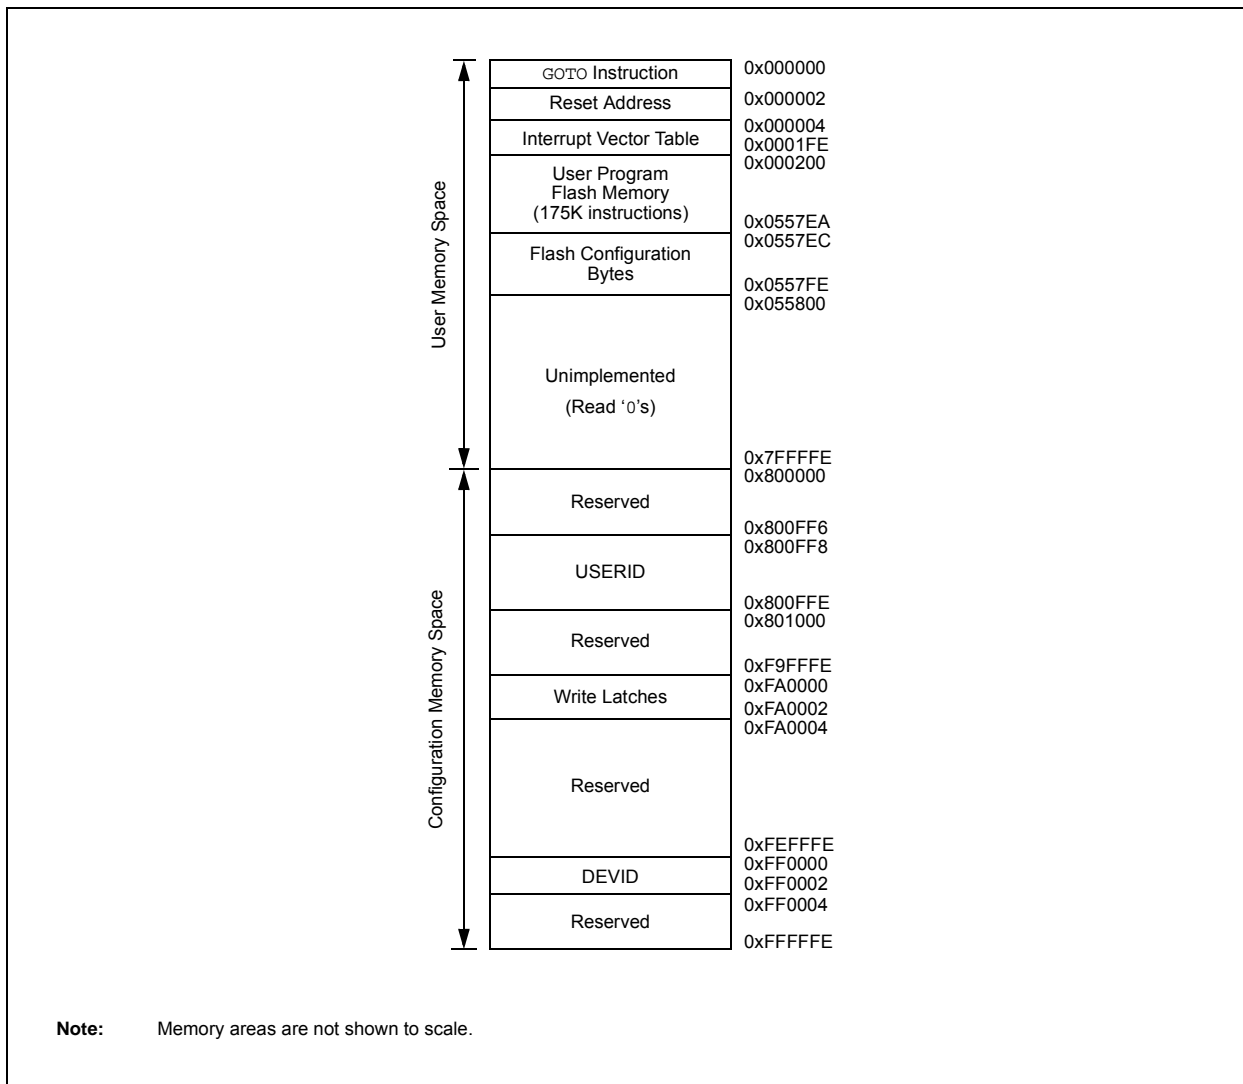 GOTO Instruction
0x000000
Reset Address
0x000002
Interrupt Vector Table
0x000004
0x0001FE
User Program
Flash Memory
(175K instructions)
0x000200
0x0557EA
Flash Configuration
Bytes
0x0557EC
0x0557FE
Unimplemented
(Read ‘0’s)
0x055800
0x7FFFFE
User Memory Space
Reserved
0x800000
0x800FF6
USERID
0x800FF8
0x800FFE
Reserved
0x801000
0xF9FFFE
Write Latches
0xFA0000
0xFA0002
Reserved
0xFA0004
0xFEFFFE
DEVID
0xFF0000
0xFF0002
Reserved
0xFF0004
0xFFFFFE
Configuration Memory Space
Note: Memory areas are not shown to scale.